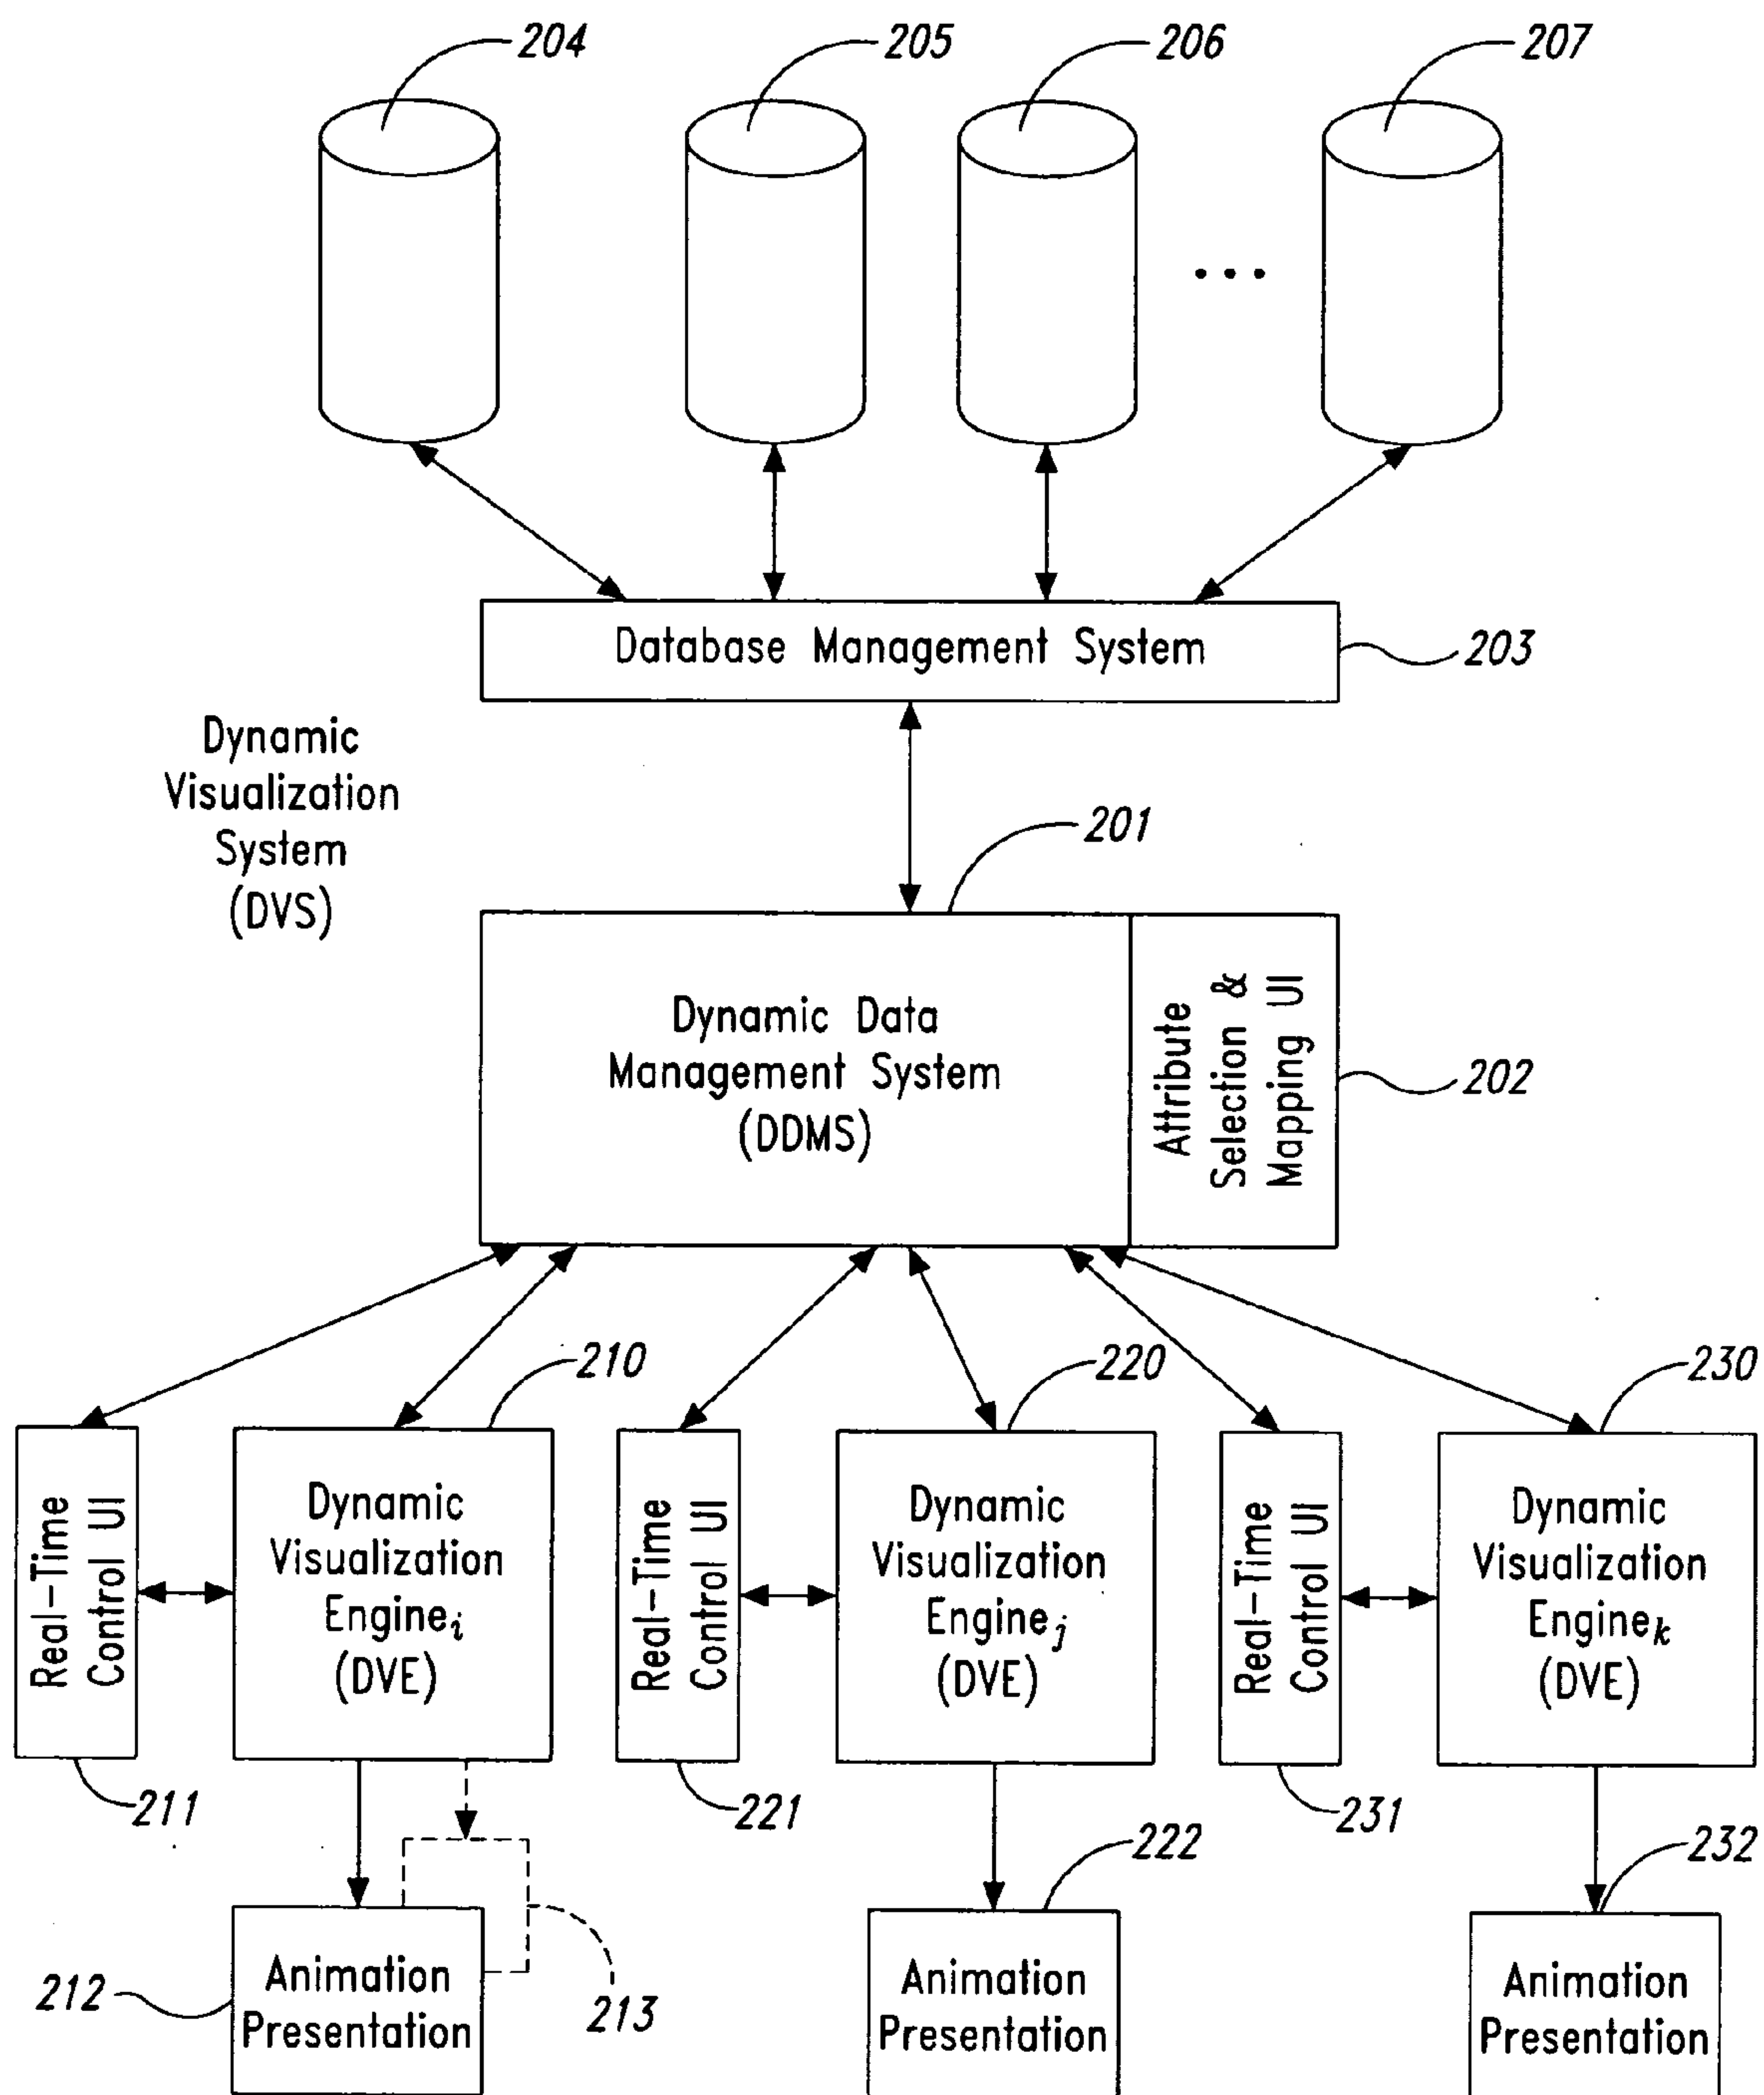 204
205
206
207
...
Database Management System
203
Dynamic
Visualization
System
(DVS)
201
Dynamic Data
Management System
(DDMS)
Attribute
Selection &
Mapping UI
202
210
220
230
Real-Time
Control UI
Dynamic
Visualization
Engine i
(DVE)
Real-Time
Control UI
Dynamic
Visualization
Engine j
(DVE)
Real-Time
Control UI
Dynamic
Visualization
Engine k
(DVE)
211
221
231
222
232
212
Animation
Presentation
213
Animation
Presentation
Animation
Presentation